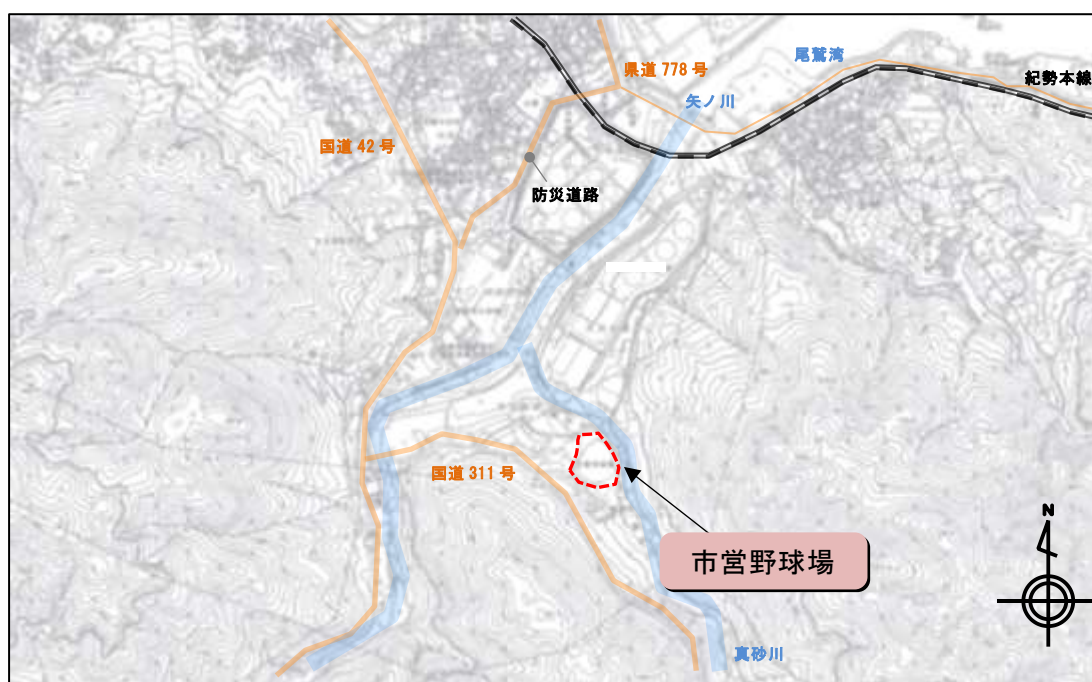 尾鷲湾
県道 778 号
紀勢本線
矢ノ川
国道 42 号
防災道路
国道 311 号
N
市営野球場
真砂川